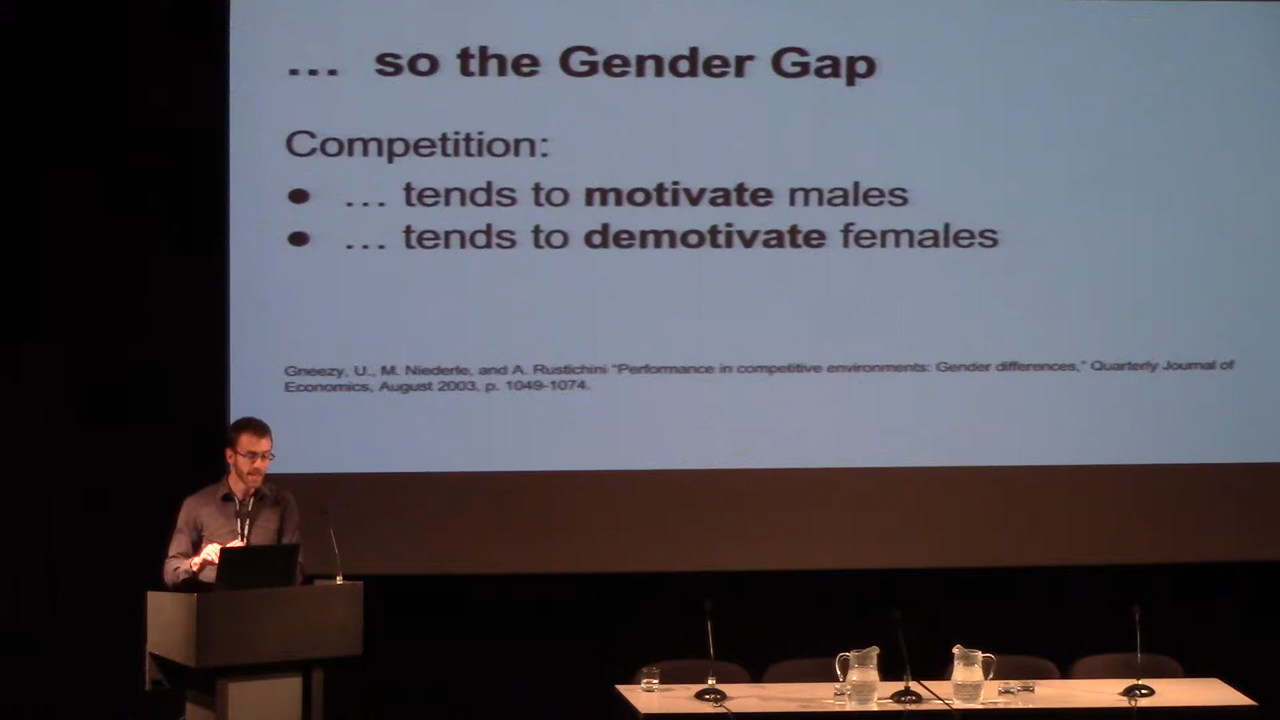 … so the Gender Gap
Competition:
● … tends to motivate males
● … tends to demotivate females
Gneezy, U., M. Niederle, and A. Rustichini "Performance in competitive environments: Gender differences," Quarterly Journal of
Economics, August 2003, p. 1049-1074.